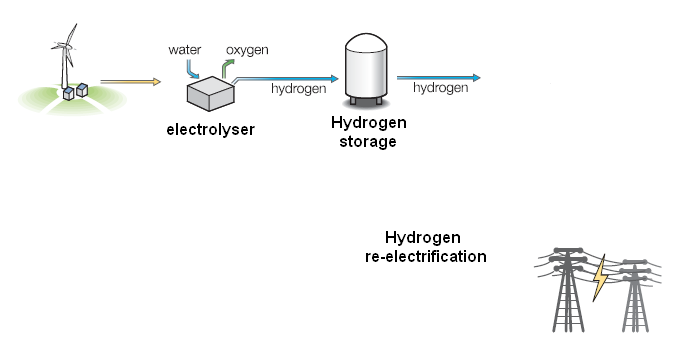 water
oxygen
hydrogen
hydrogen
electrolyser
Hydrogen
storage
Hydrogen
re-electrification